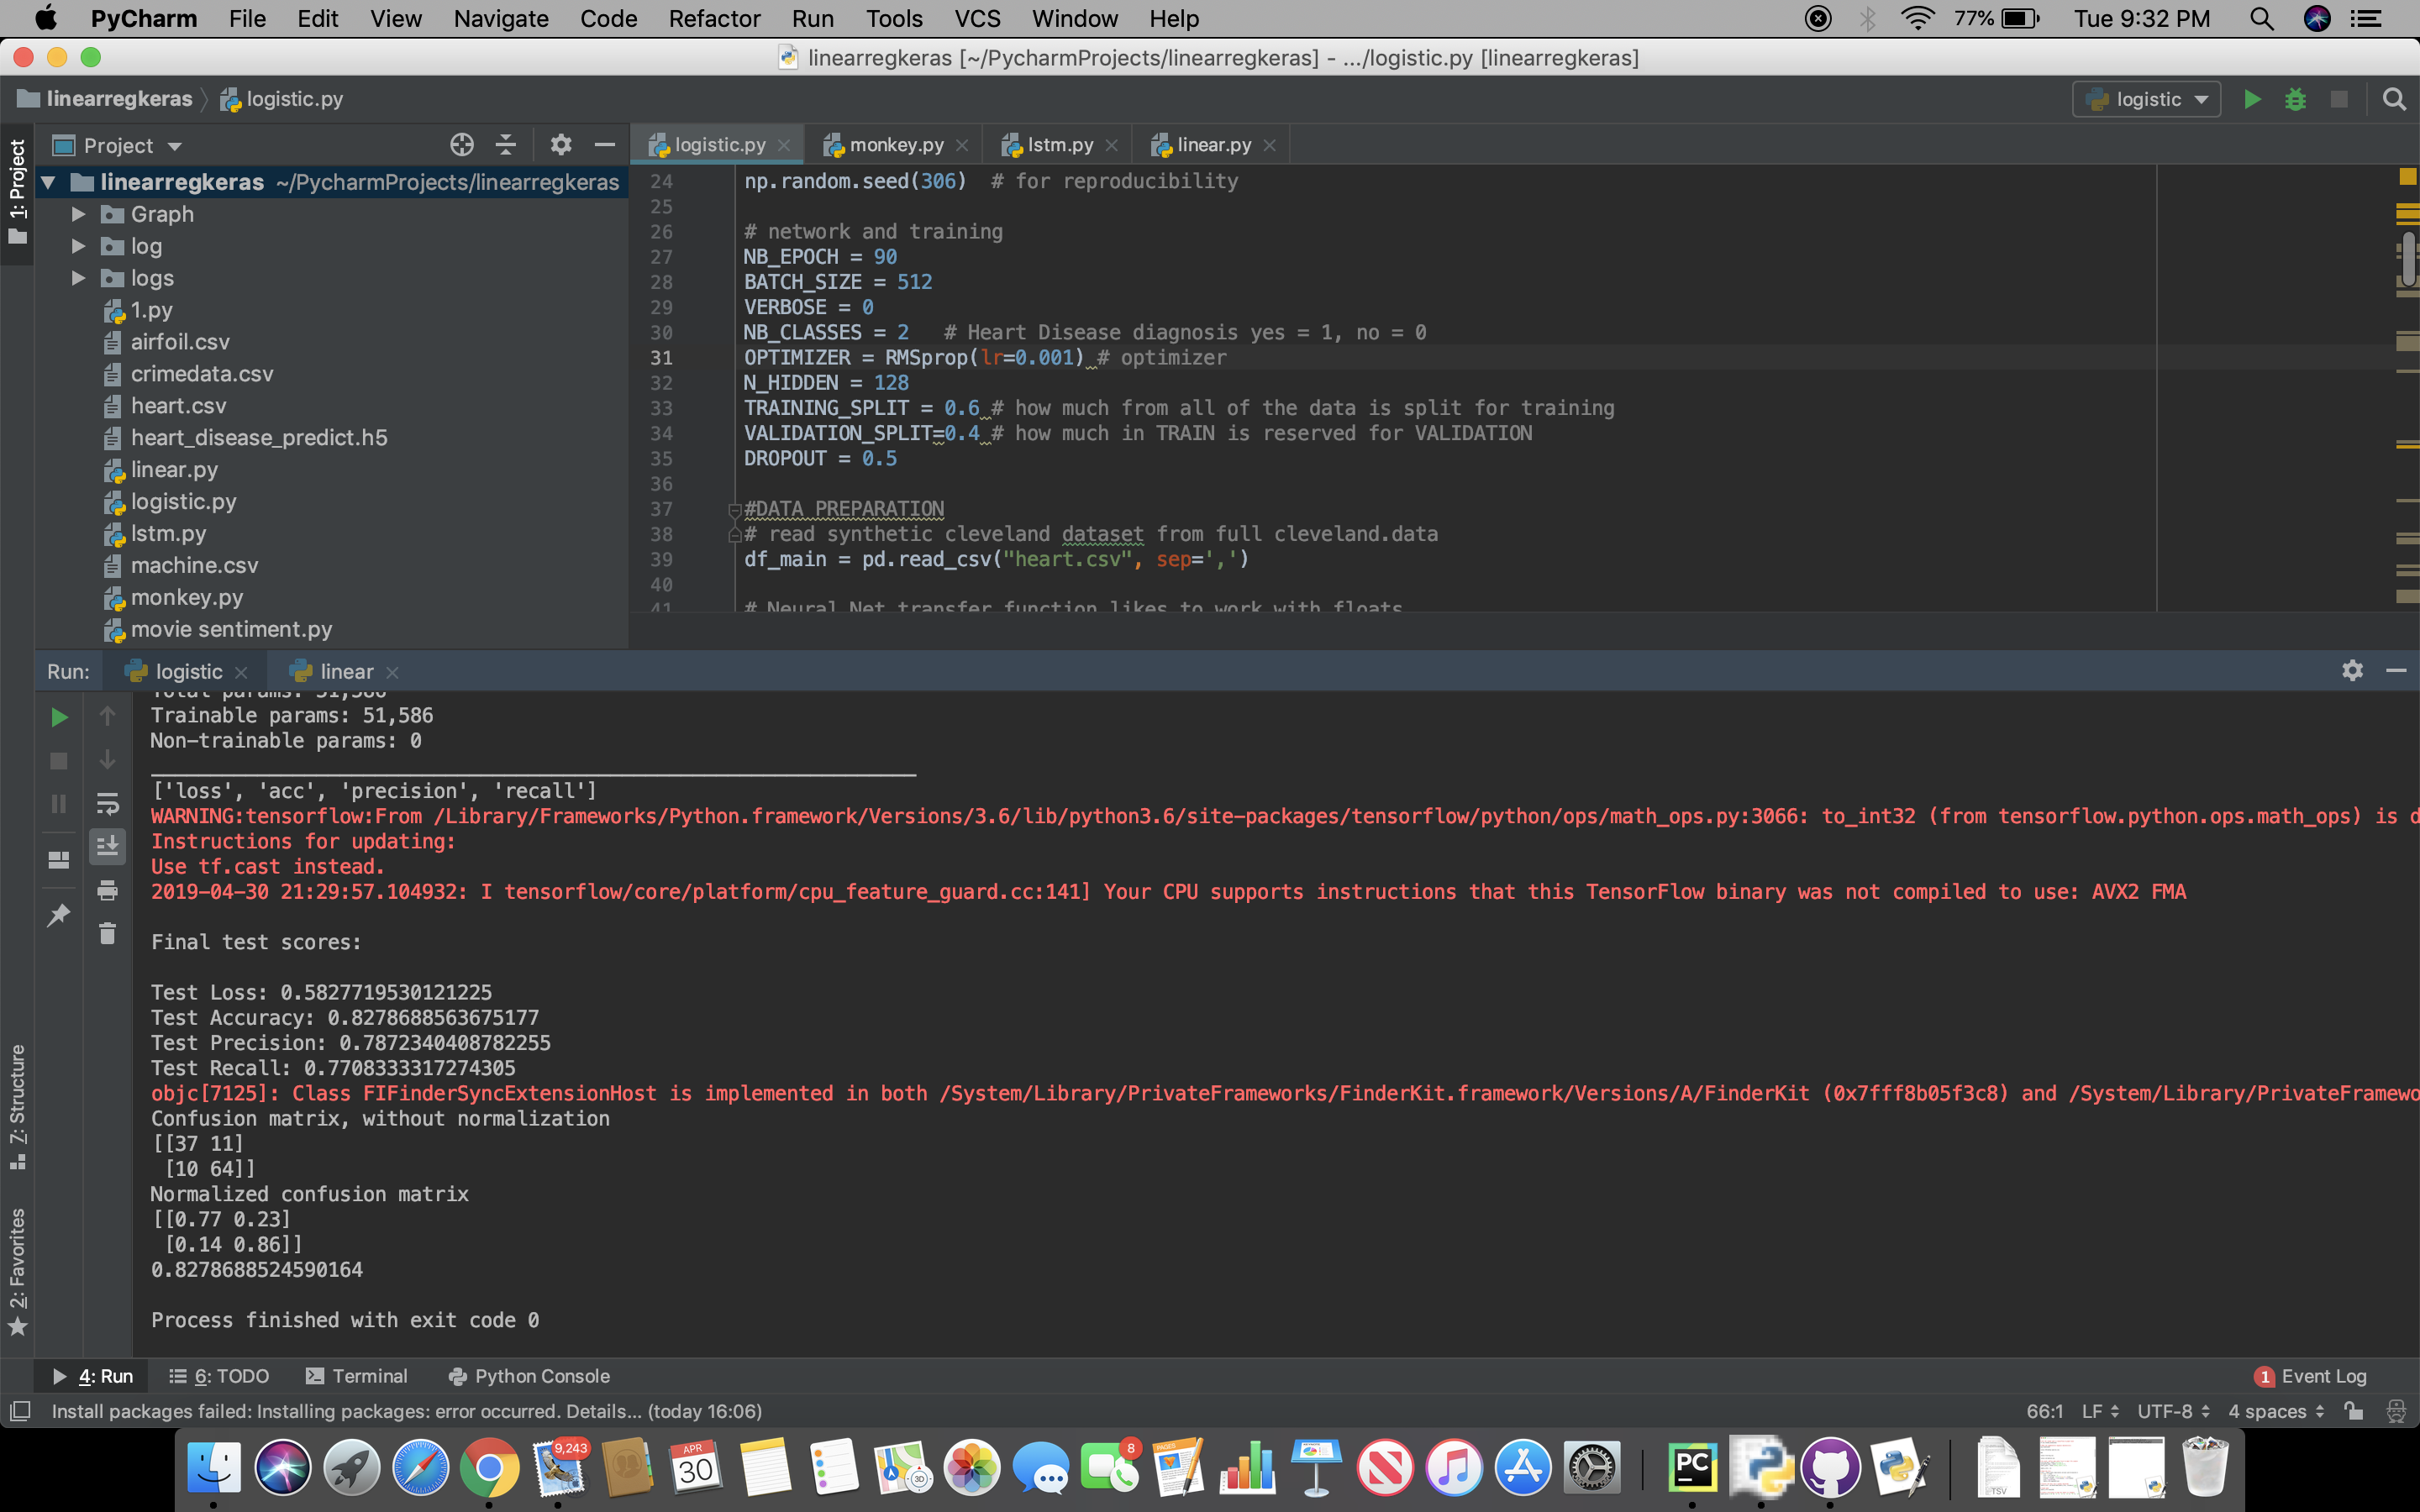 PyCharm File Edit View Navigate Code Refactor Run Tools VCS Window Help 77% Tue 9:32 PM
linearregkeras [~/PycharmProjects/linearregkeras] - .../logistic.py [linearregkeras]
linearregkeras logistic.py logistic
Project logistic.py monkey.py lstm.py linear.py
1: Project
linearregkeras ~/PycharmProjects/linearregkeras
Graph
log
logs
1.py
airfoil.csv
crimedata.csv
heart.csv
heart_disease_predict.h5
linear.py
logistic.py
lstm.py
machine.csv
monkey.py
movie sentiment.py
24 np.random.seed(306)  # for reproducibility
25
26 # network and training
27 NB_EPOCH = 90
28 BATCH_SIZE = 512
29 VERBOSE = 0
30 NB_CLASSES = 2   # Heart Disease diagnosis yes = 1, no = 0
31 OPTIMIZER = RMSprop(lr=0.001) # optimizer
32 N_HIDDEN = 128
33 TRAINING_SPLIT = 0.6 # how much from all of the data is split for training
34 VALIDATION_SPLIT=0.4 # how much in TRAIN is reserved for VALIDATION
35 DROPOUT = 0.5
36
37 #DATA PREPARATION
38 # read synthetic cleveland dataset from full cleveland.data
39 df_main = pd.read_csv("heart.csv", sep=',')
40
41 # Neural Net transfer function likes to work with floats
Run: logistic linear
Total params: 51,586
Trainable params: 51,586
Non-trainable params: 0
['loss', 'acc', 'precision', 'recall']
WARNING:tensorflow:From /Library/Frameworks/Python.framework/Versions/3.6/lib/python3.6/site-packages/tensorflow/python/ops/math_ops.py:3066: to_int32 (from tensorflow.python.ops.math_ops) is d
Instructions for updating:
Use tf.cast instead.
2019-04-30 21:29:57.104932: I tensorflow/core/platform/cpu_feature_guard.cc:141] Your CPU supports instructions that this TensorFlow binary was not compiled to use: AVX2 FMA
Final test scores:
Test Loss: 0.5827719530121225
Test Accuracy: 0.8278688563675177
Test Precision: 0.7872340408782255
Test Recall: 0.7708333317274305
objc[7125]: Class FIFinderSyncExtensionHost is implemented in both /System/Library/PrivateFrameworks/FinderKit.framework/Versions/A/FinderKit (0x7fff8b05f3c8) and /System/Library/PrivateFramewo
Confusion matrix, without normalization
[[37 11]
 [10 64]]
Normalized confusion matrix
[[0.77 0.23]
 [0.14 0.86]]
0.8278688524590164
Process finished with exit code 0
7: Structure
2: Favorites
4: Run 6: TODO Terminal Python Console 1 Event Log
Install packages failed: Installing packages: error occurred. Details... (today 16:06) 66:1 LF UTF-8 4 spaces
9,243
APR
30
3D
8
PAGES
PC
TSV